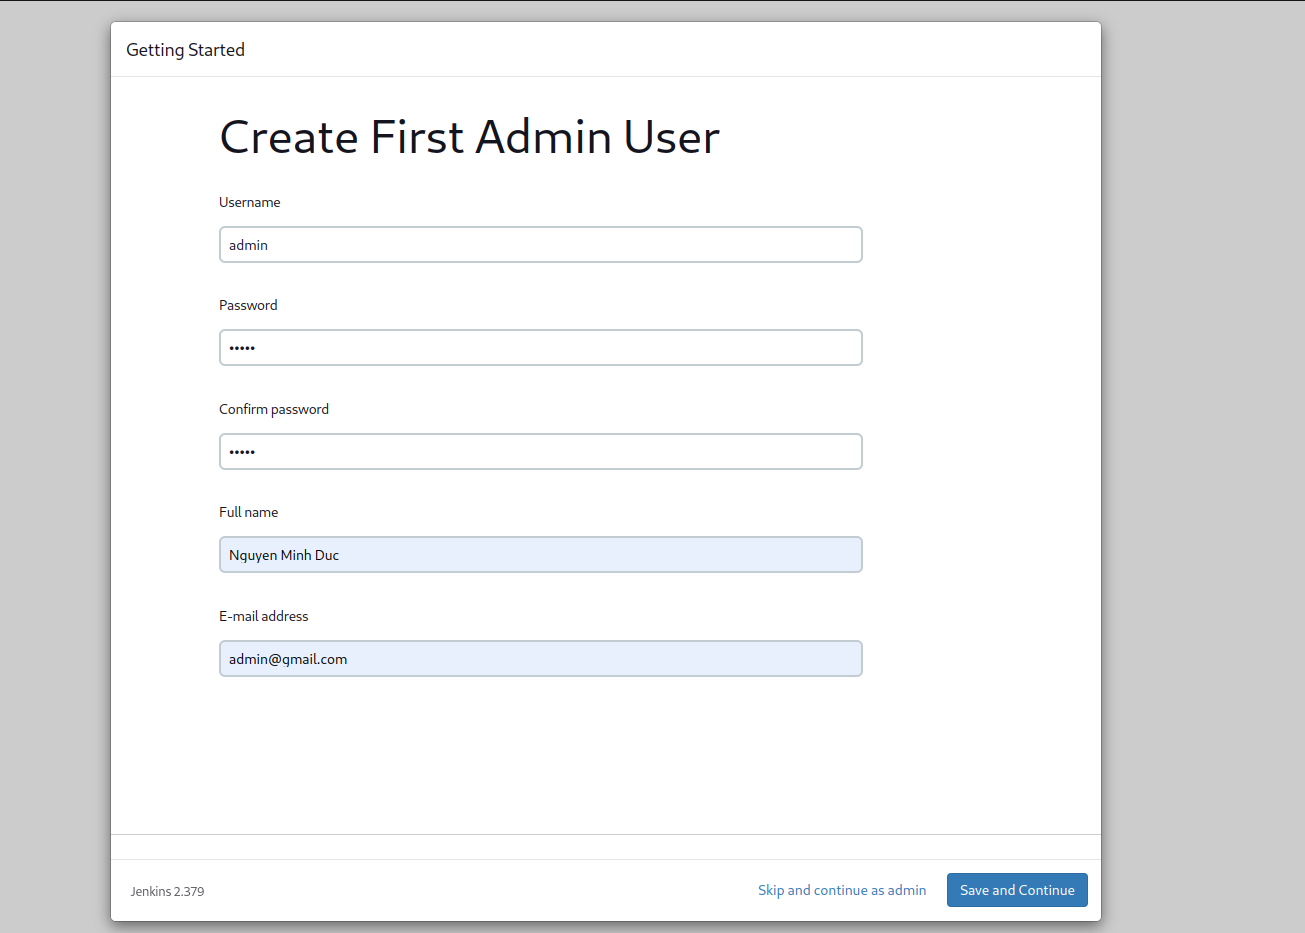 Getting Started
Create First Admin User
Username
admin
Password
•••••
Confirm password
•••••
Full name
Nguyen Minh Duc
E-mail address
admin@gmail.com
Jenkins 2.379
Skip and continue as admin
Save and Continue